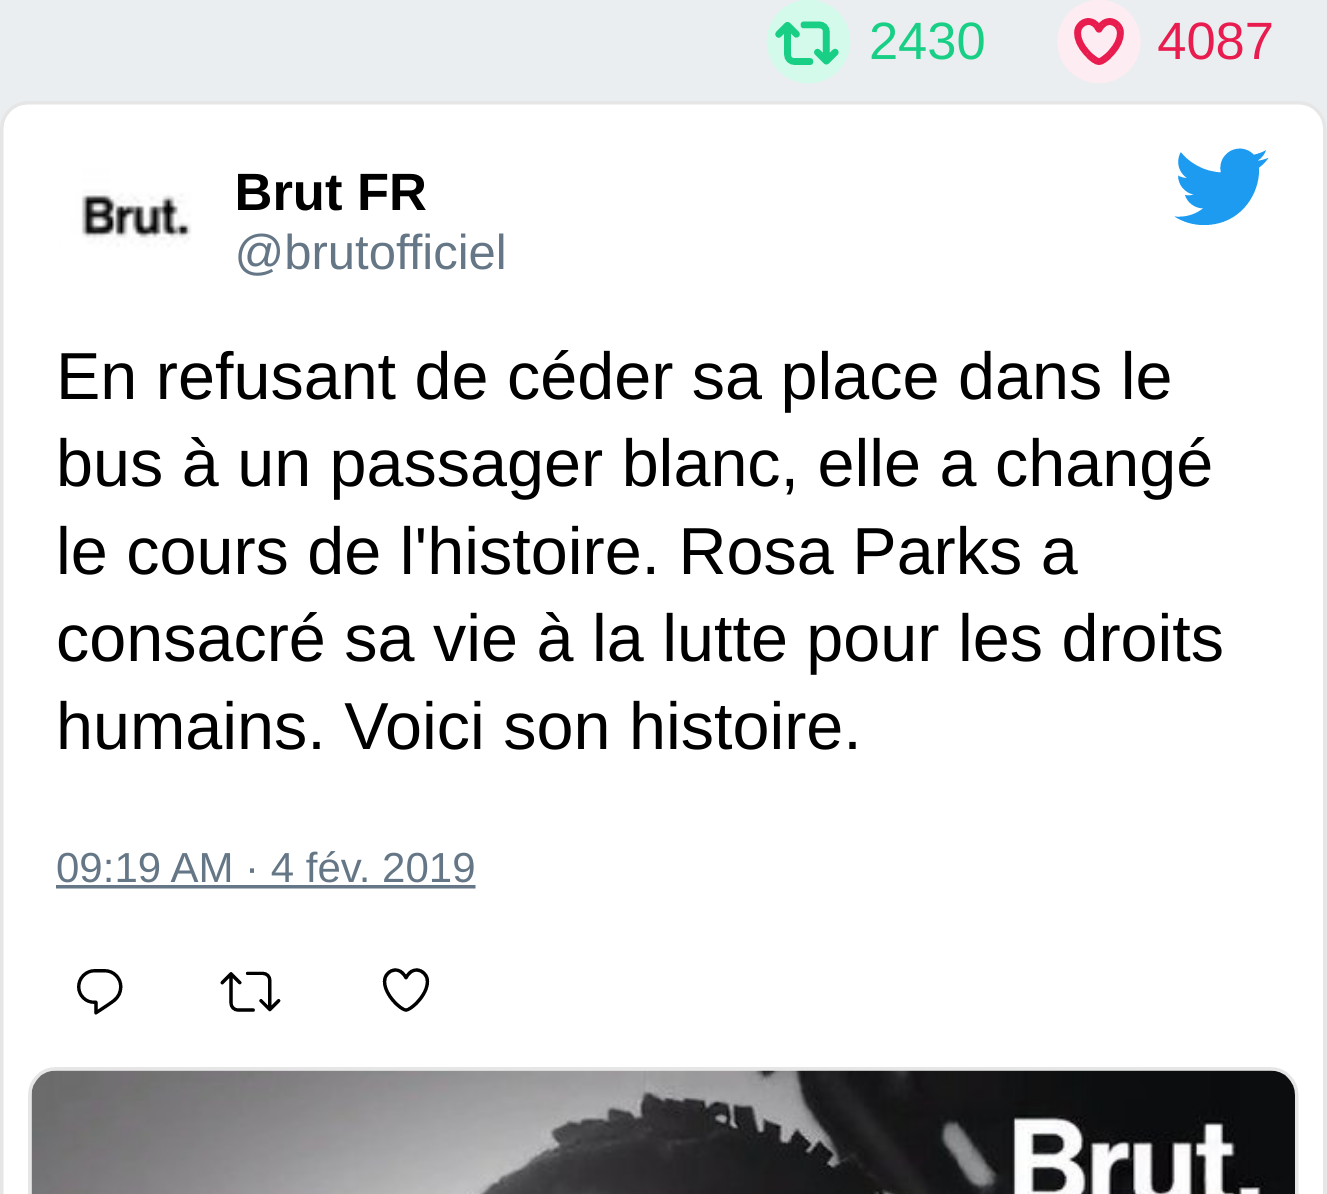 2430 4087
Brut.
Brut FR
@brutofficiel
En refusant de céder sa place dans le
bus à un passager blanc, elle a changé
le cours de l'histoire. Rosa Parks a
consacré sa vie à la lutte pour les droits
humains. Voici son histoire.
09:19 AM · 4 fév. 2019
Brut.